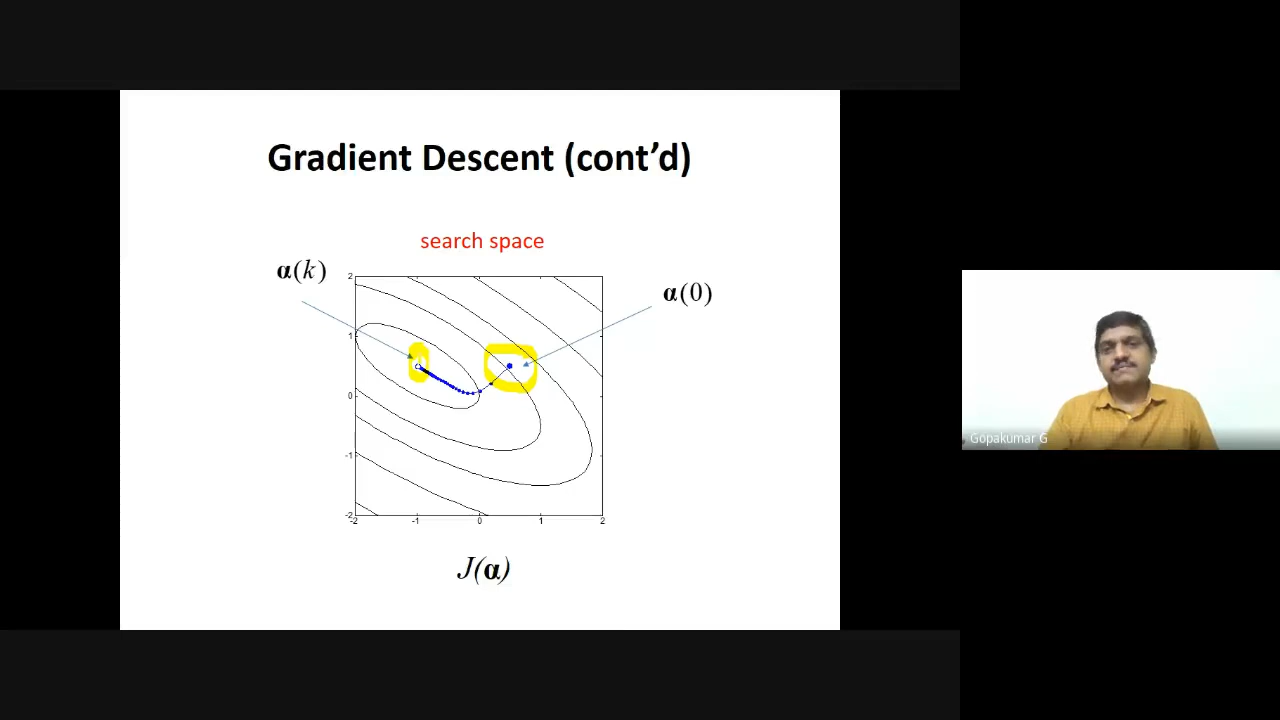 Gradient Descent (cont’d)
search space
α(k)
α(0)
2
1
0
-1
-2
-2 -1 0 1 2
J(α)
Gopakumar G